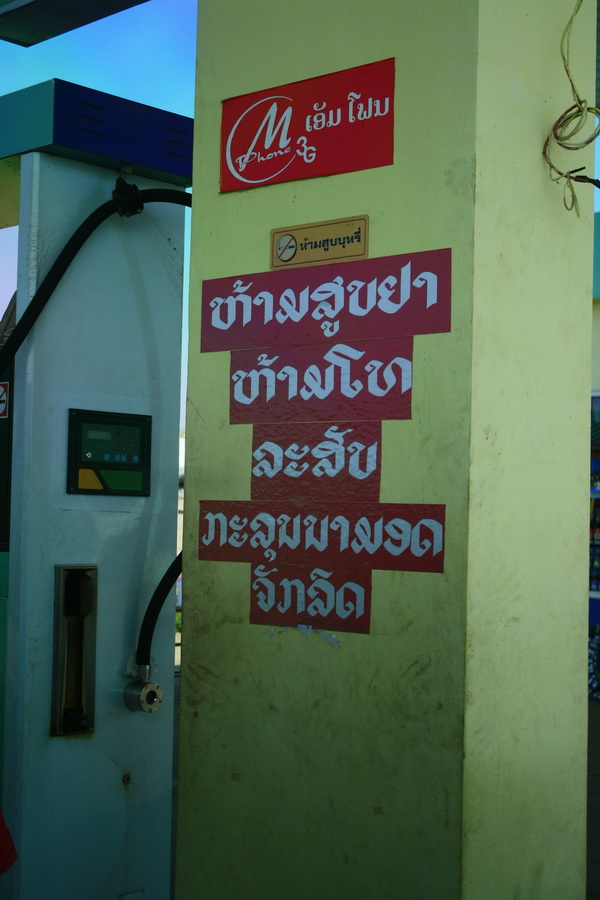 M ເອັມ ໂຟນ
Phone 3G
ห้ามสูบบุหรี่
ຫ້າມສູບຢາ
ຫ້າມໂທ
ລະສັບ
ກະລຸນນາມອດ
ຈັກລົດ